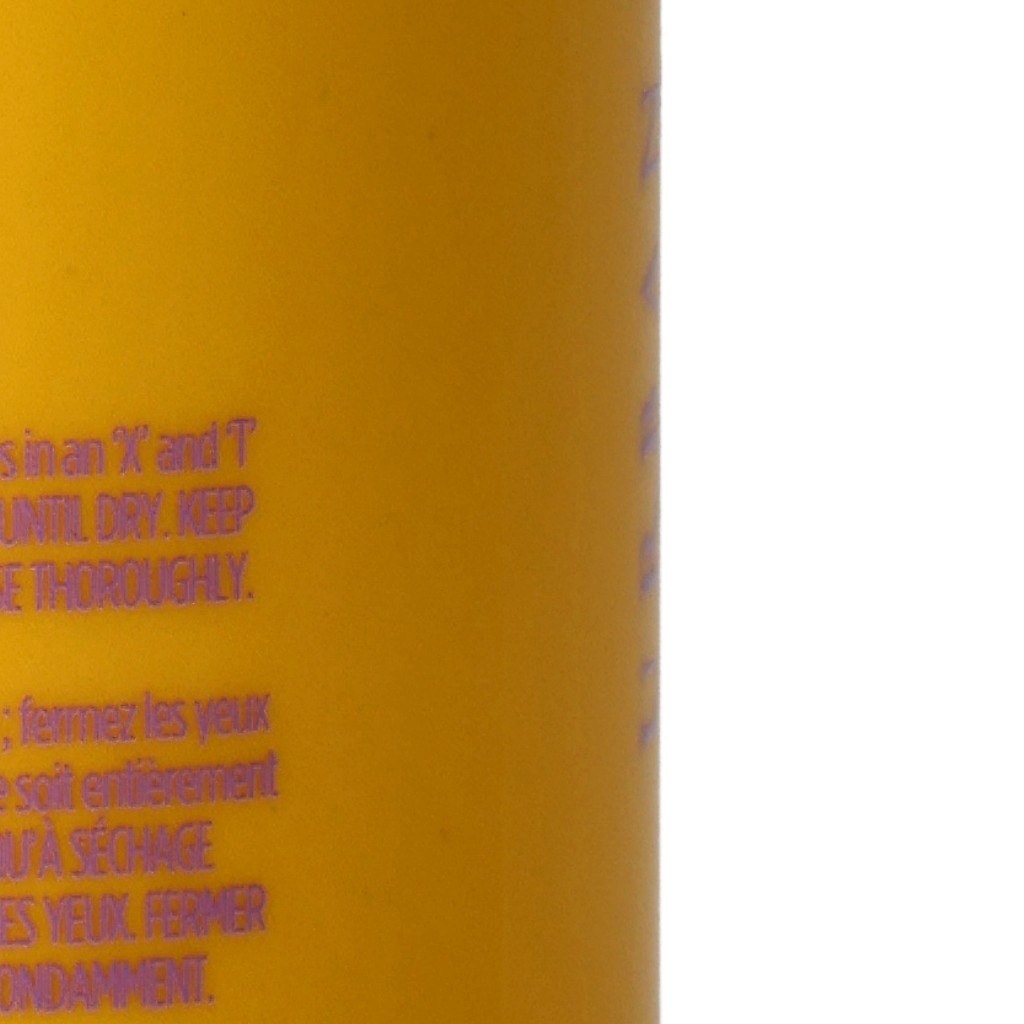 s in an 'X' and 'T'
UNTIL DRY. KEEP
SE THOROUGHLY.
; fermez les yeux
e soit entièrement
U'À SÉCHAGE
ES YEUX. FERMER
ONDAMMENT.